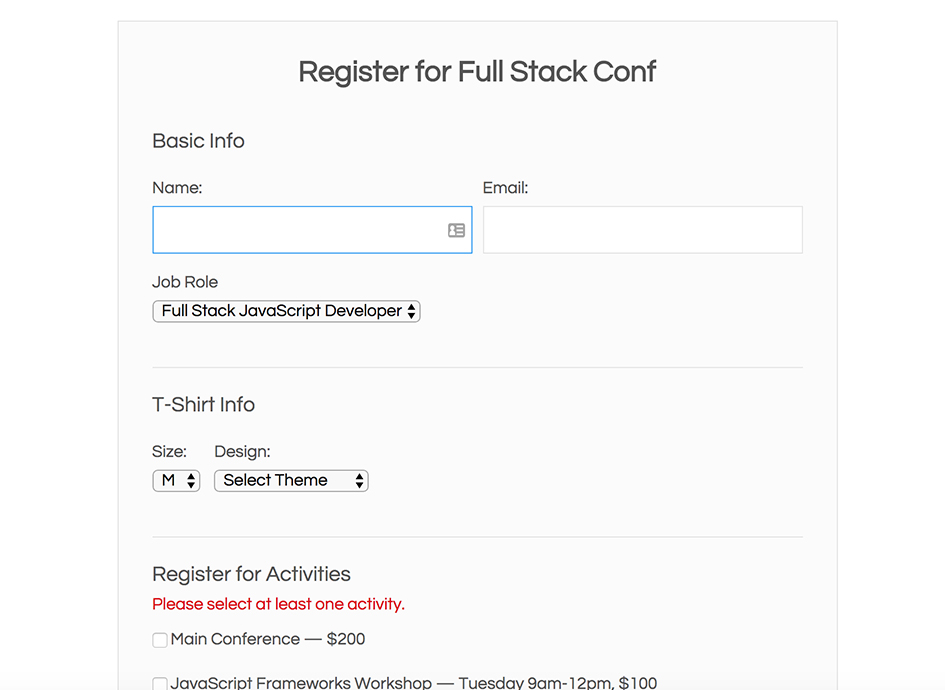 Register for Full Stack Conf
Basic Info
Name: Email:
Job Role
Full Stack JavaScript Developer
T-Shirt Info
Size: Design:
M Select Theme
Register for Activities
Please select at least one activity.
Main Conference — $200
JavaScript Frameworks Workshop — Tuesday 9am-12pm, $100